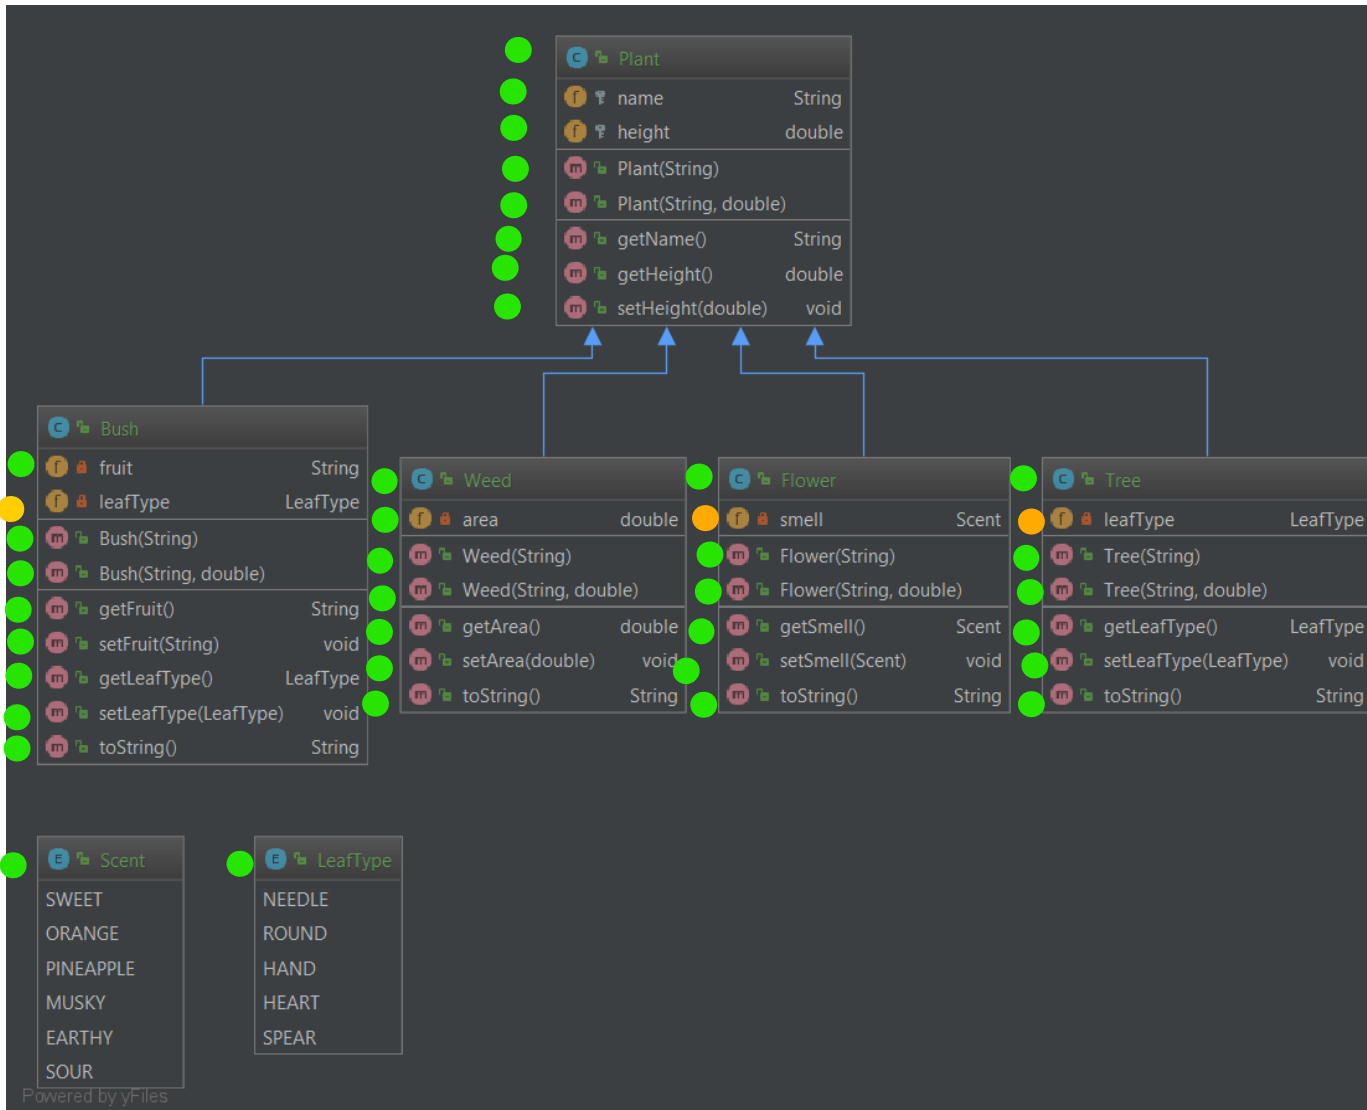 Plant
name String
height double
Plant(String)
Plant(String, double)
getName() String
getHeight() double
setHeight(double) void
Bush
fruit String
leafType LeafType
Bush(String)
Bush(String, double)
getFruit() String
setFruit(String) void
getLeafType() LeafType
setLeafType(LeafType) void
toString() String
Weed
area double
Weed(String)
Weed(String, double)
getArea() double
setArea(double) void
toString() String
Flower
smell Scent
Flower(String)
Flower(String, double)
getSmell() Scent
setSmell(Scent) void
toString() String
Tree
leafType LeafType
Tree(String)
Tree(String, double)
getLeafType() LeafType
setLeafType(LeafType) void
toString() String
Scent
SWEET
ORANGE
PINEAPPLE
MUSKY
EARTHY
SOUR
LeafType
NEEDLE
ROUND
HAND
HEART
SPEAR
Powered by yFiles